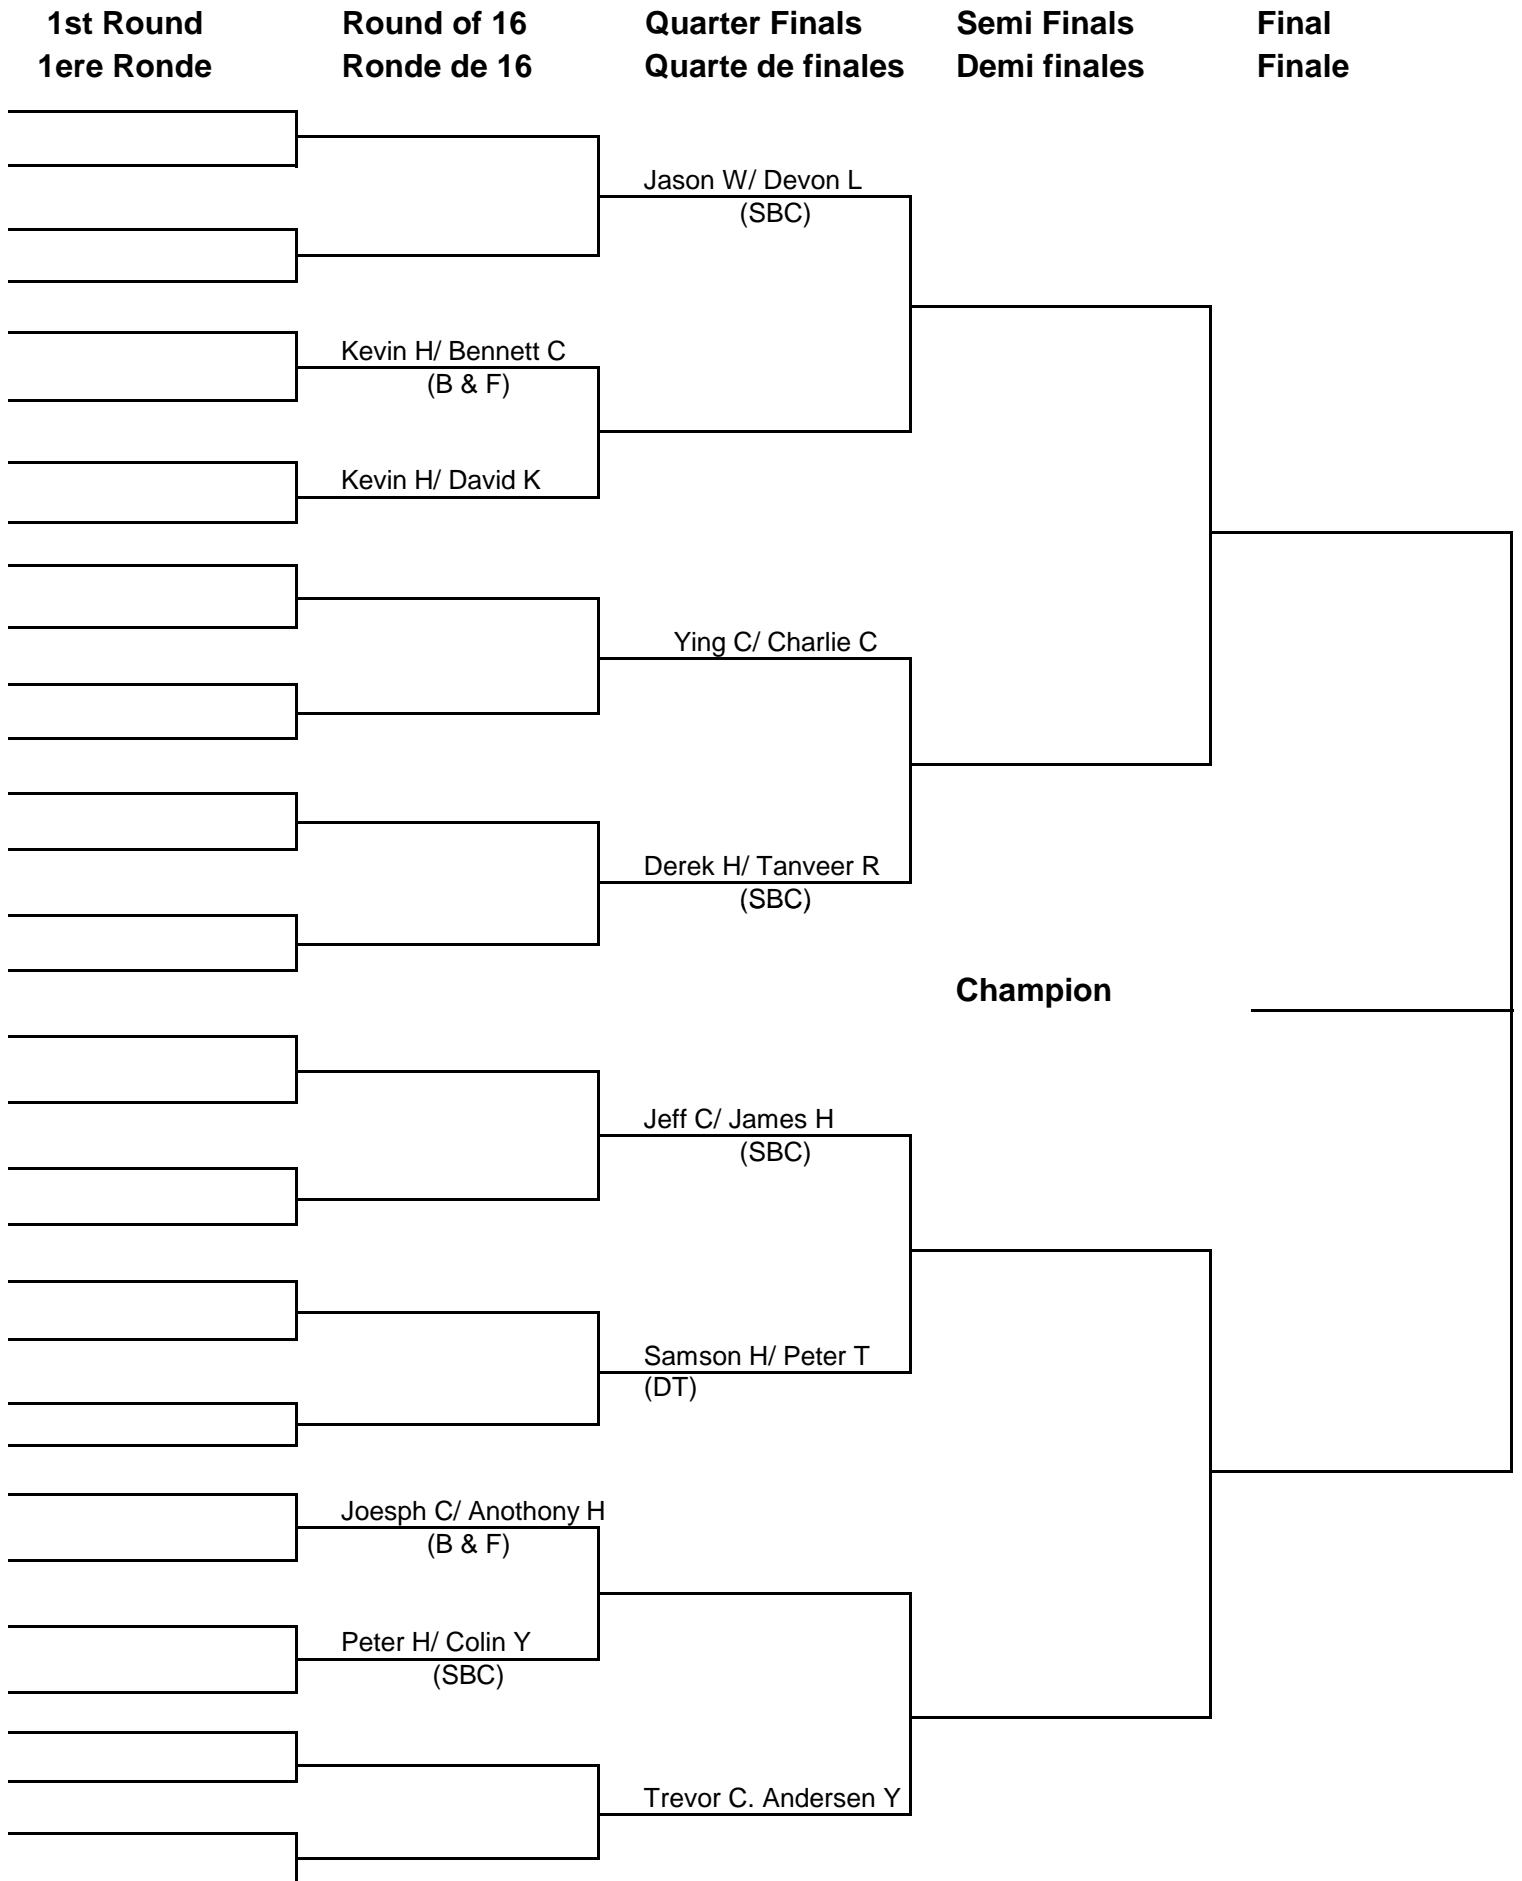 1st Round Round of 16 Quarter Finals Semi Finals Final
1ere Ronde Ronde de 16 Quarte de finales Demi finales Finale
Jason W/ Devon L
(SBC)
Kevin H/ Bennett C
(B & F)
Kevin H/ David K
Ying C/ Charlie C
Derek H/ Tanveer R
(SBC)
Champion
Jeff C/ James H
(SBC)
Samson H/ Peter T
(DT)
Joesph C/ Anothony H
(B & F)
Peter H/ Colin Y
(SBC)
Trevor C. Andersen Y